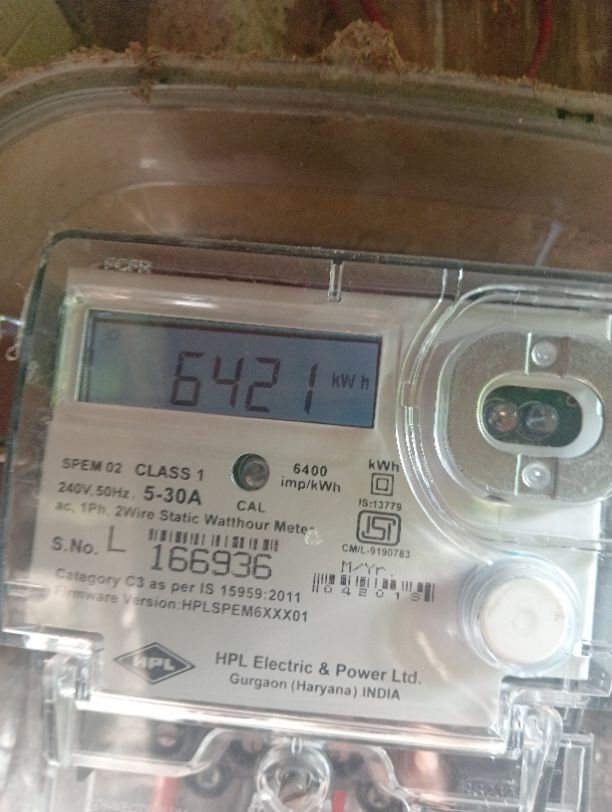 6421 kWh
SPEM 02 CLASS 1
6400
imp/kWh
kWh
240V.50Hz. 5-30A
CAL
IS:13779
ISI
CM/L-9190783
ac, 1Ph, 2Wire Static Watthour Meter
S.No. L 166936
M/Yr.
042018
Category C3 as per IS 15959:2011
Firmware Version:HPLSPEM6XXX01
HPL
HPL Electric & Power Ltd.
Gurgaon (Haryana) INDIA